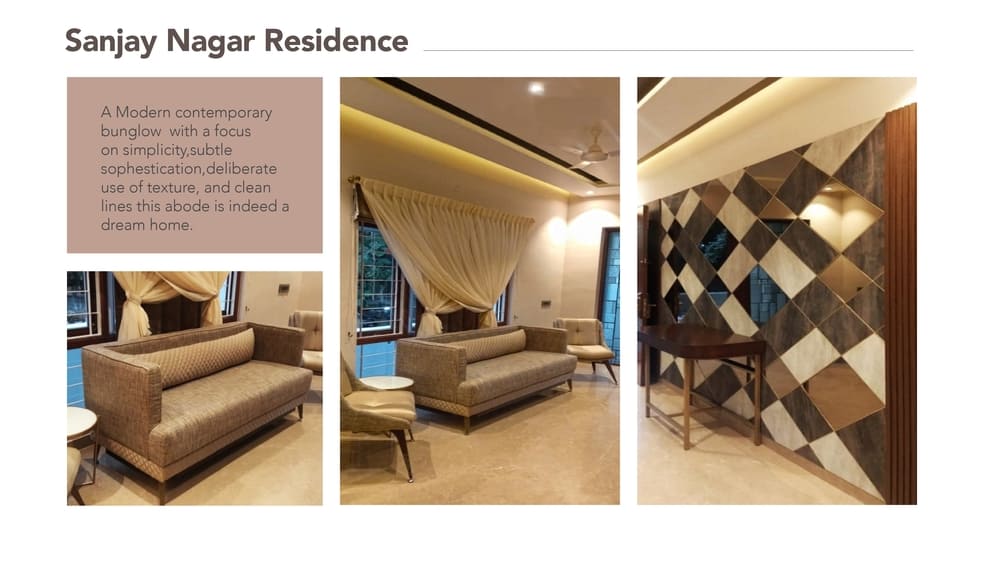 Sanjay Nagar Residence
A Modern contemporary
bunglow  with a focus
on simplicity,subtle
sophestication,deliberate
use of texture, and clean
lines this abode is indeed a
dream home.